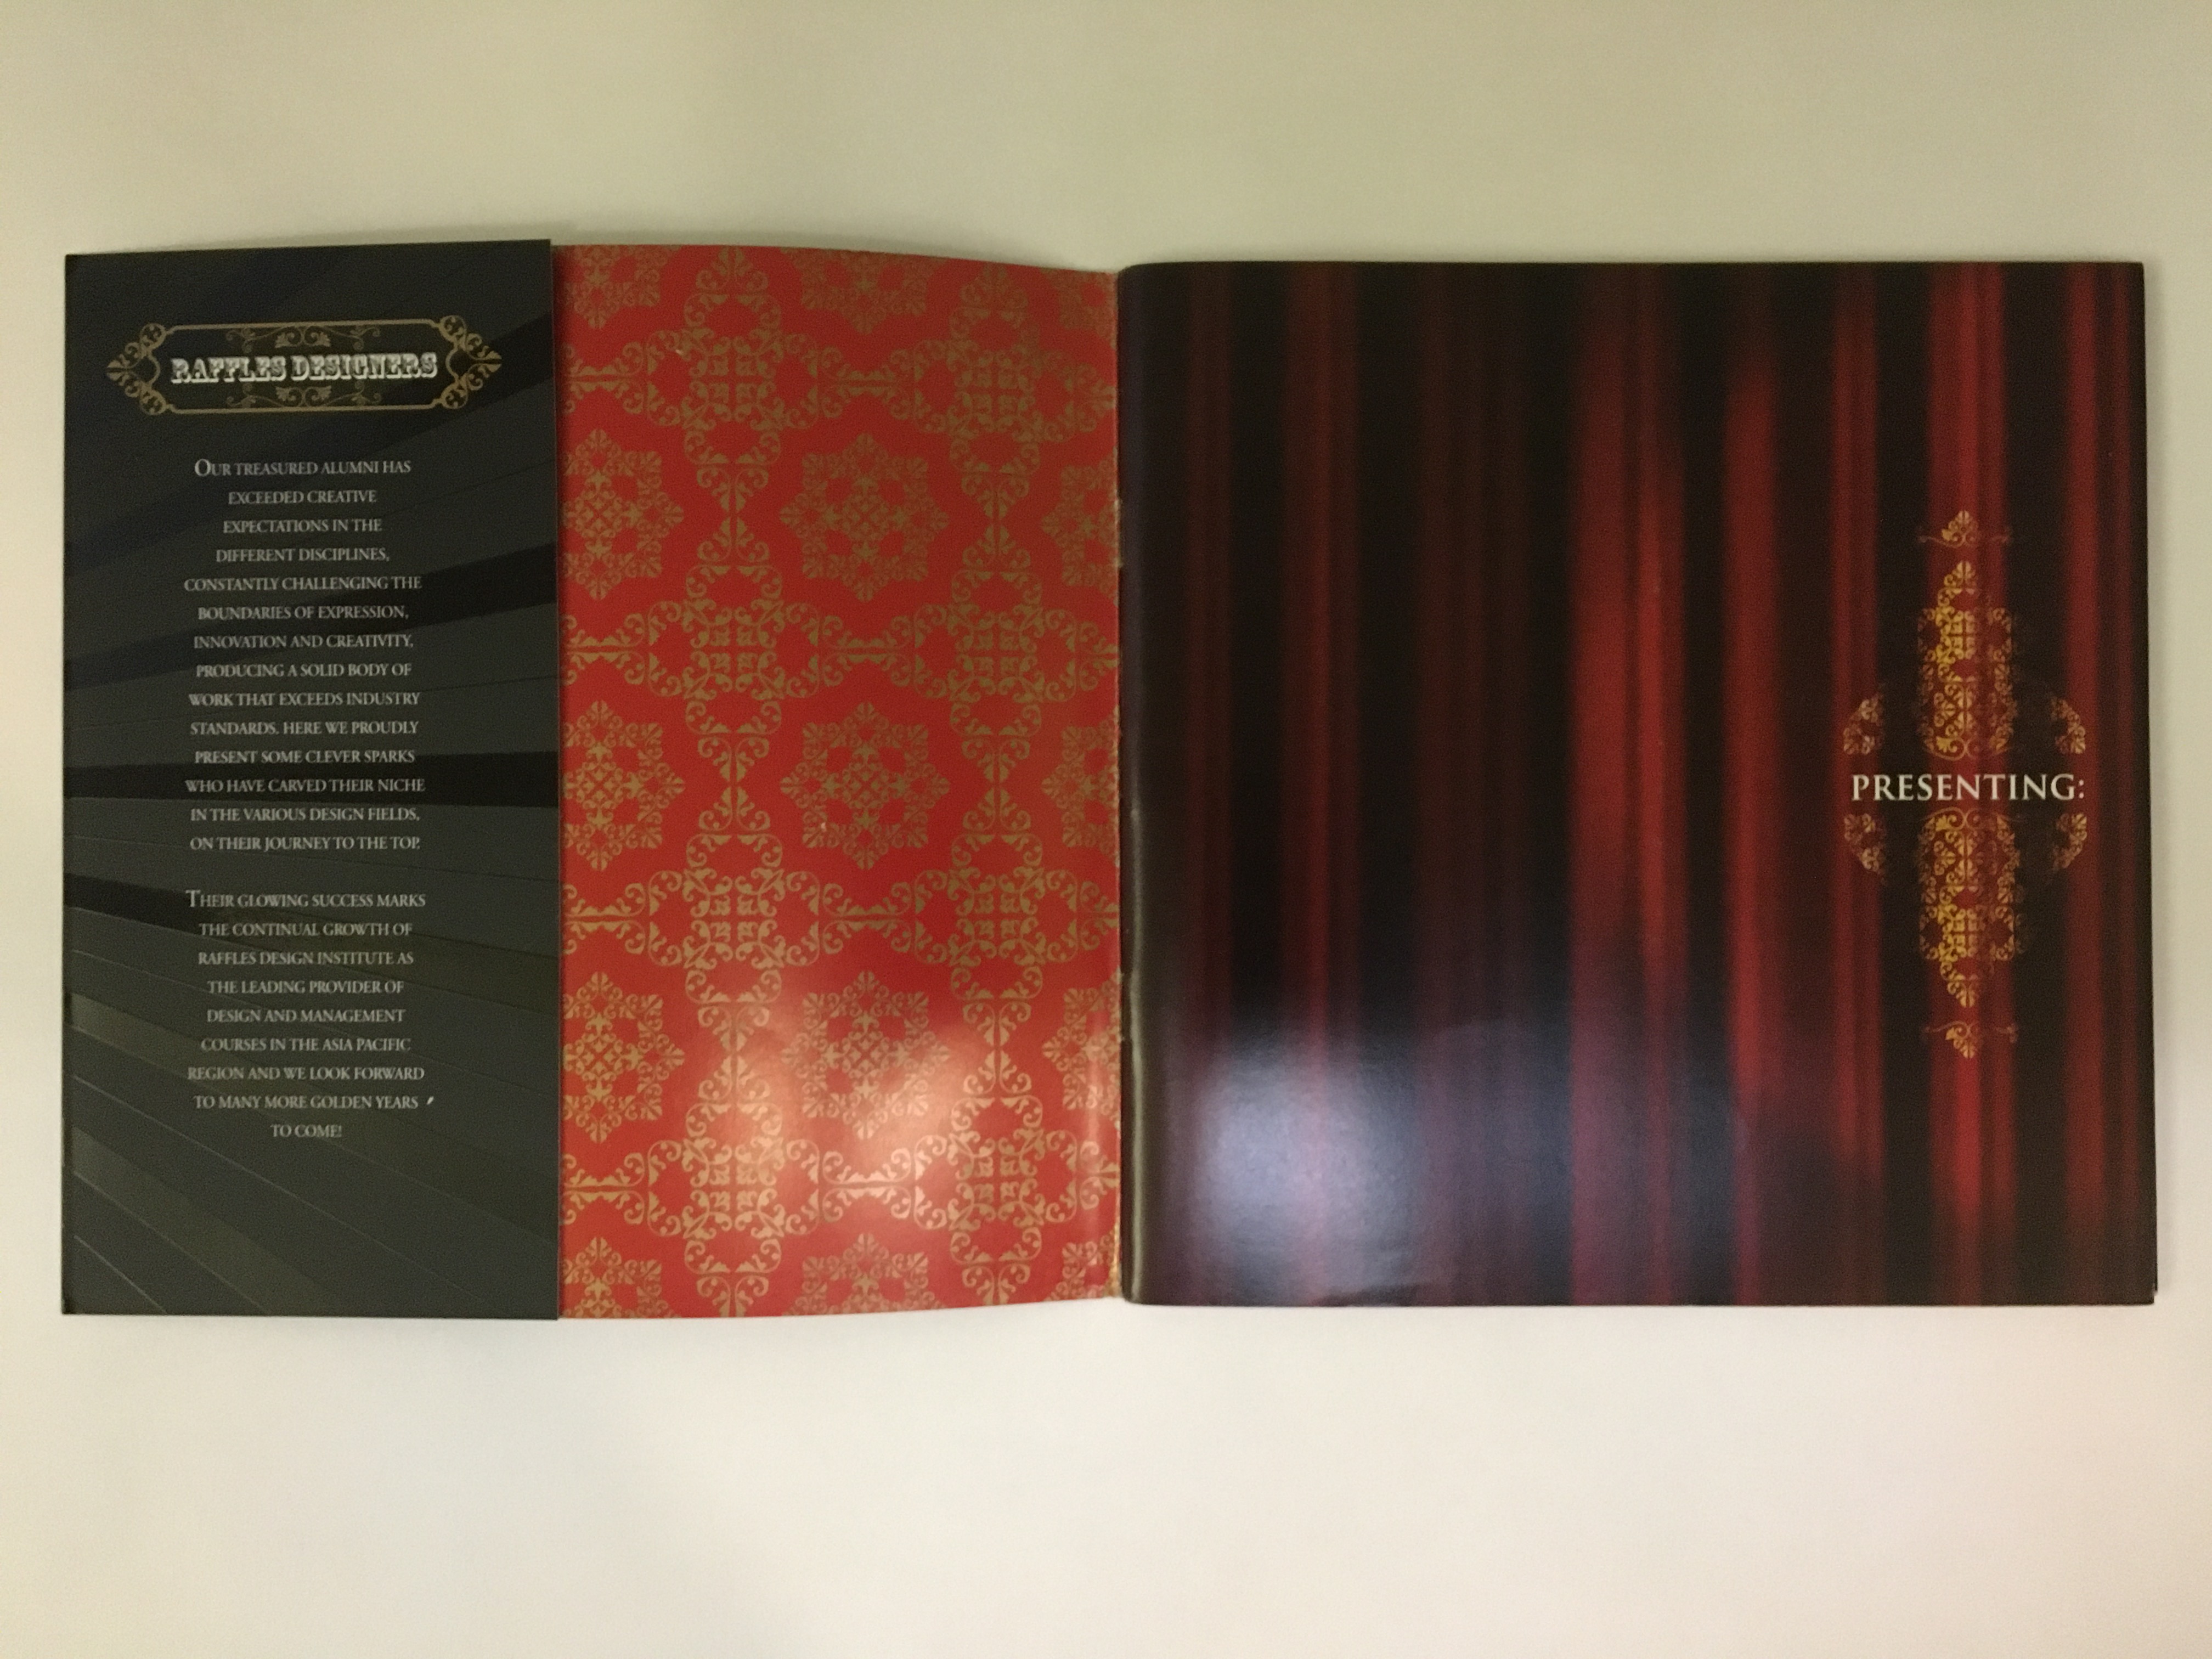 RAFFLES DESIGNERS
OUR TREASURED ALUMNI HAS
EXCEEDED CREATIVE
EXPECTATIONS IN THE
DIFFERENT DISCIPLINES,
CONSTANTLY CHALLENGING THE
BOUNDARIES OF EXPRESSION,
INNOVATION AND CREATIVITY,
PRODUCING A SOLID BODY OF
WORK THAT EXCEEDS INDUSTRY
STANDARDS. HERE WE PROUDLY
PRESENT SOME CLEVER SPARKS
WHO HAVE CARVED THEIR NICHE
IN THE VARIOUS DESIGN FIELDS,
ON THEIR JOURNEY TO THE TOP.
THEIR GLOWING SUCCESS MARKS
THE CONTINUAL GROWTH OF
RAFFLES DESIGN INSTITUTE AS
THE LEADING PROVIDER OF
DESIGN AND MANAGEMENT
COURSES IN THE ASIA PACIFIC
REGION AND WE LOOK FORWARD
TO MANY MORE GOLDEN YEARS
TO COME!
PRESENTING: